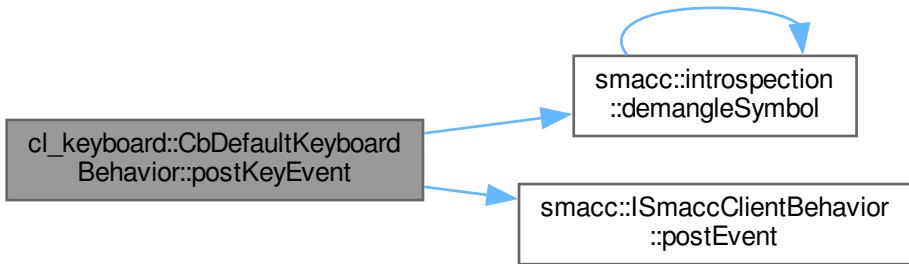 cl_keyboard::CbDefaultKeyboard
Behavior::postKeyEvent
smacc::introspection
::demangleSymbol
smacc::ISmaccClientBehavior
::postEvent